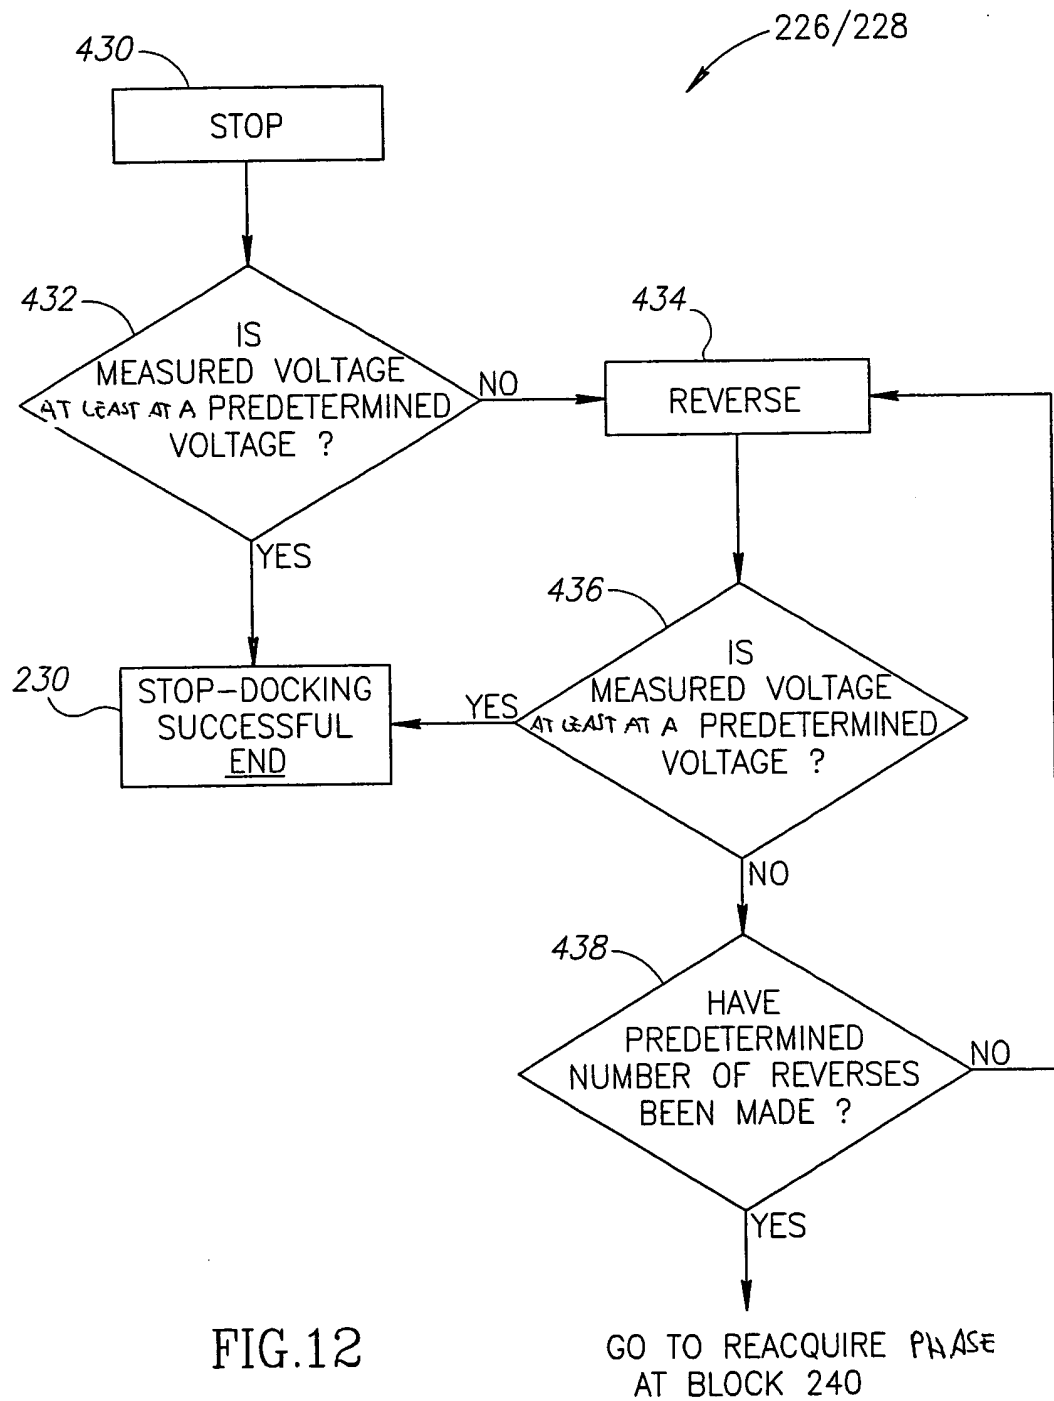 226/228
430
STOP
432
IS
MEASURED VOLTAGE
AT LEAST AT A PREDETERMINED
VOLTAGE ?
NO
YES
434
REVERSE
436
IS
MEASURED VOLTAGE
AT LEAST AT A PREDETERMINED
VOLTAGE ?
YES
NO
230
STOP-DOCKING
SUCCESSFUL
END
438
HAVE
PREDETERMINED
NUMBER OF REVERSES
BEEN MADE ?
NO
YES
GO TO REACQUIRE PHASE
AT BLOCK 240
FIG.12